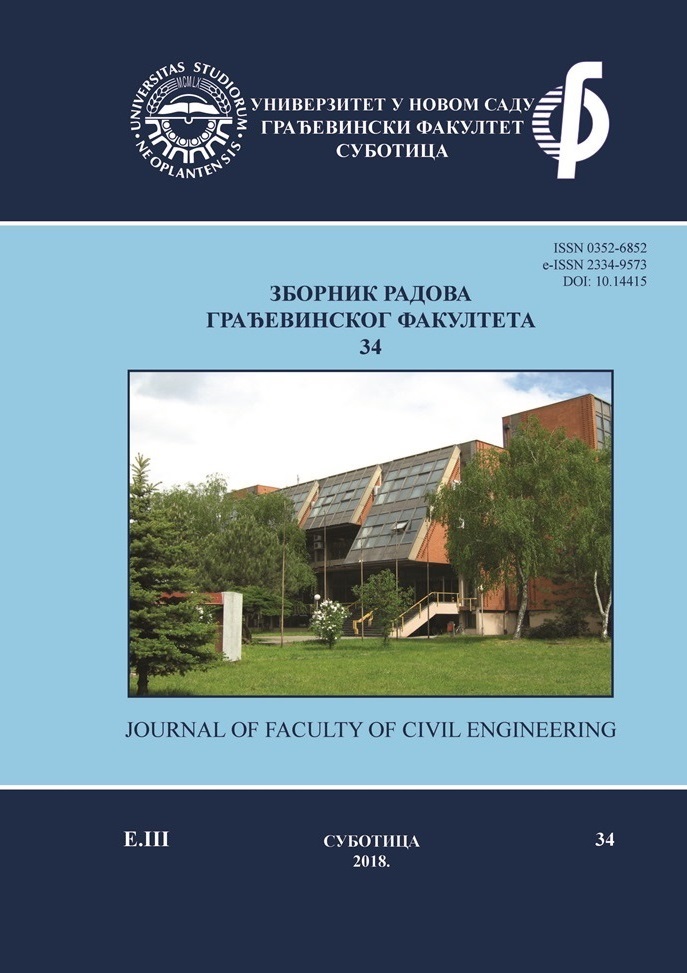 UNIVERSITAS STUDIORUM
MCMLX
NEOPLANTENSIS
УНИВЕРЗИТЕТ У НОВОМ САДУ
ГРАЂЕВИНСКИ ФАКУЛТЕТ
СУБОТИЦА
ISSN 0352-6852
e-ISSN 2334-9573
DOI: 10.14415
ЗБОРНИК РАДОВА
ГРАЂЕВИНСКОГ ФАКУЛТЕТА
34
JOURNAL OF FACULTY OF CIVIL ENGINEERING
Е.III
СУБОТИЦА
2018.
34